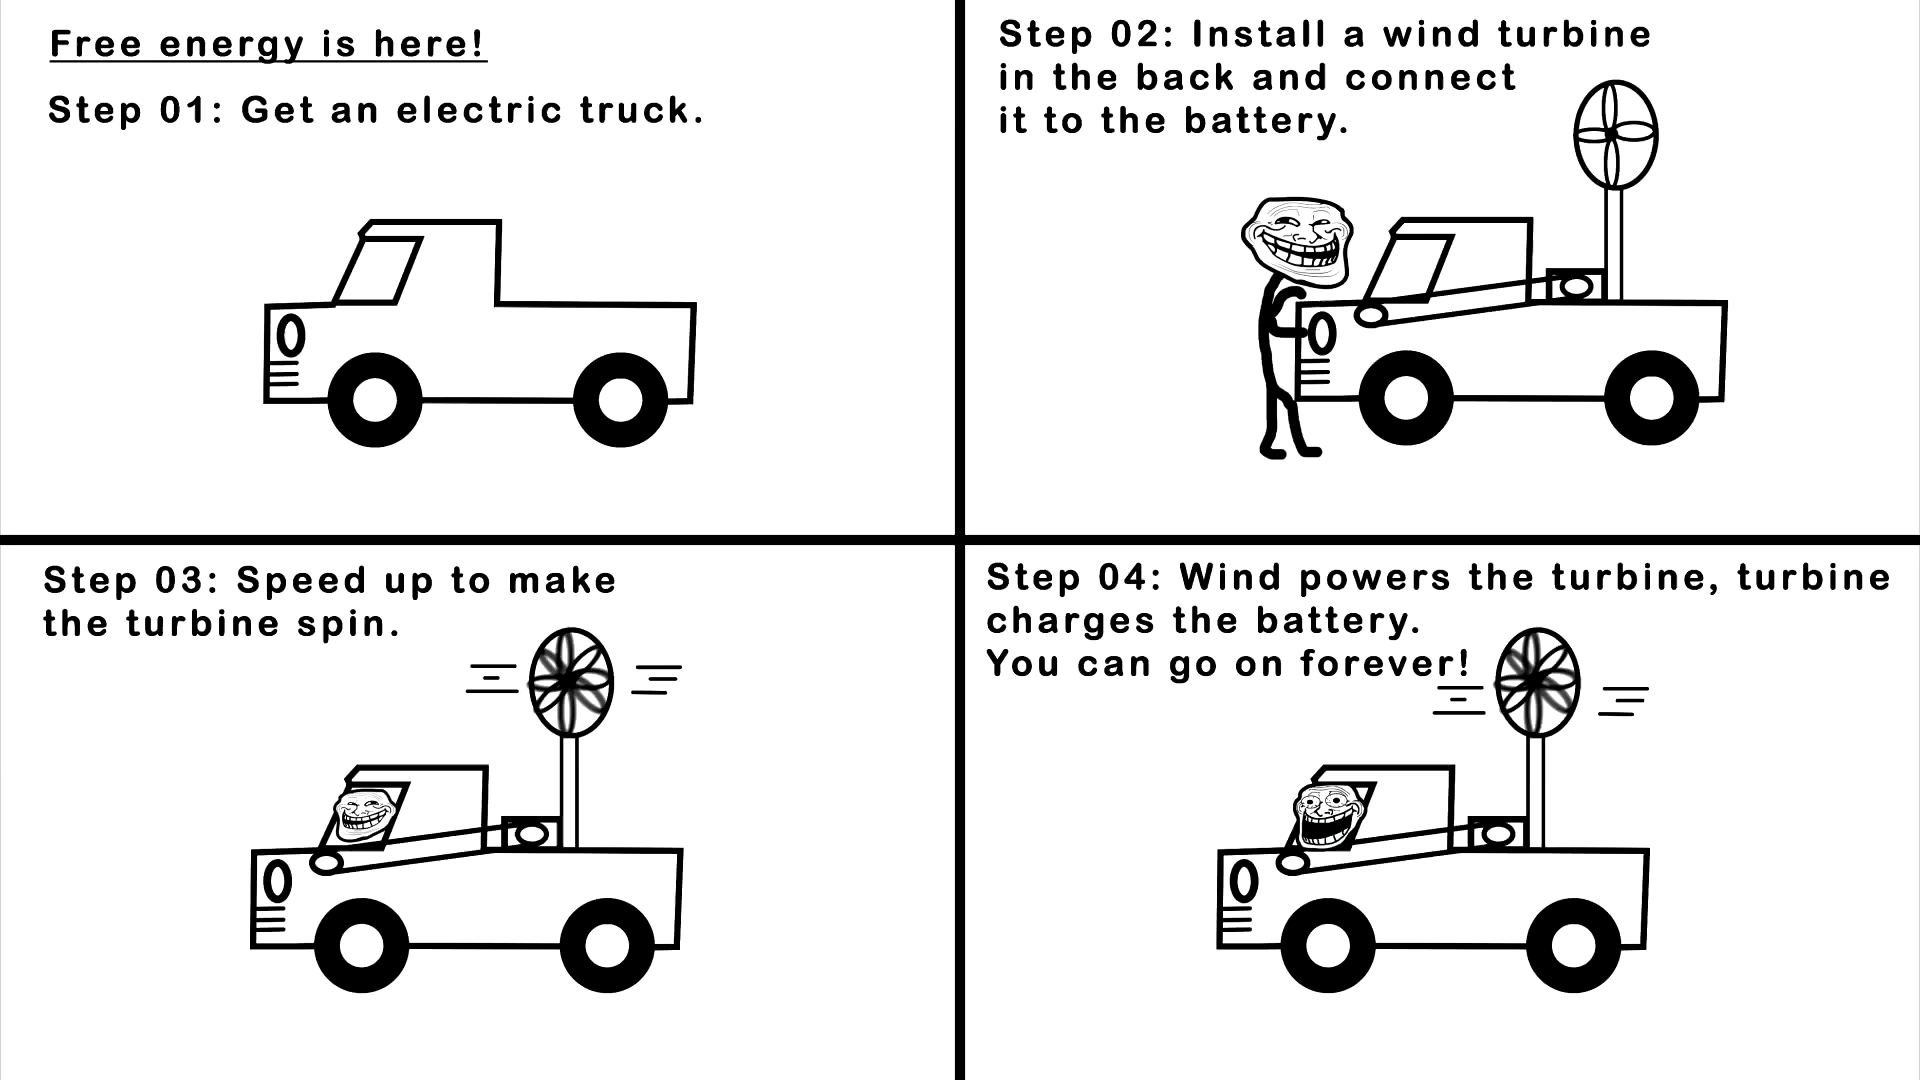 Free energy is here!
Step 01: Get an electric truck.
Step 02: Install a wind turbine
in the back and connect
it to the battery.
Step 03: Speed up to make
the turbine spin.
Step 04: Wind powers the turbine, turbine
charges the battery.
You can go on forever!